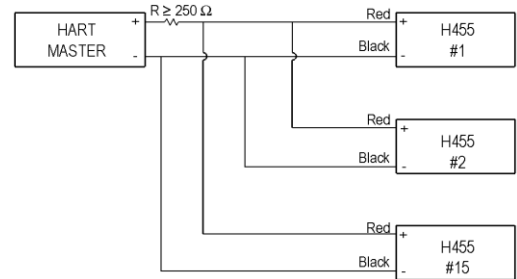 R ≥ 250 Ω
HART
MASTER
+
-
Red
Black
+
-
H455
#1
Red
Black
+
-
H455
#2
Red
Black
+
-
H455
#15